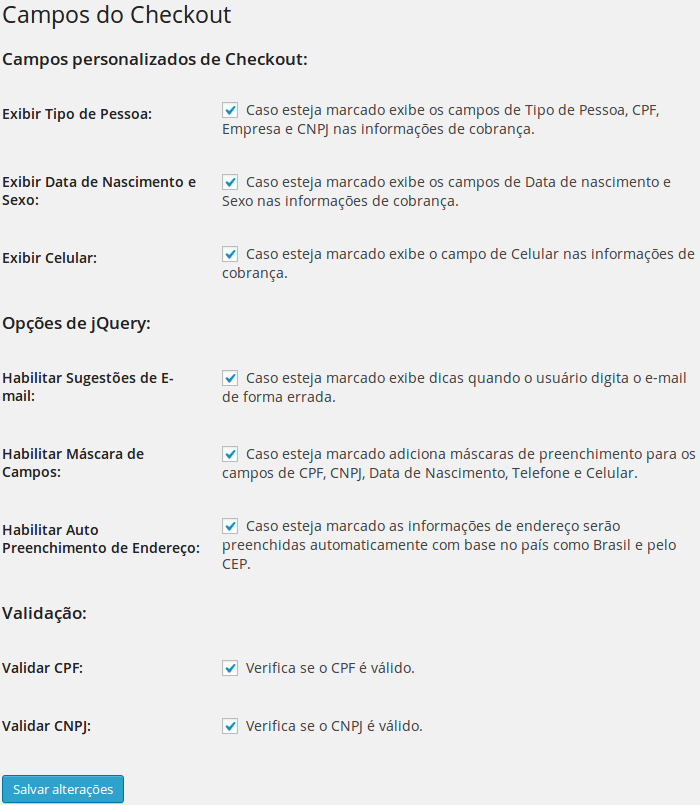 Campos do Checkout
Campos personalizados de Checkout:
Exibir Tipo de Pessoa:
Caso esteja marcado exibe os campos de Tipo de Pessoa, CPF,
Empresa e CNPJ nas informações de cobrança.
Exibir Data de Nascimento e
Sexo:
Caso esteja marcado exibe os campos de Data de nascimento e
Sexo nas informações de cobrança.
Exibir Celular:
Caso esteja marcado exibe o campo de Celular nas informações de
cobrança.
Opções de jQuery:
Habilitar Sugestões de E-
mail:
Caso esteja marcado exibe dicas quando o usuário digita o e-mail
de forma errada.
Habilitar Máscara de
Campos:
Caso esteja marcado adiciona máscaras de preenchimento para os
campos de CPF, CNPJ, Data de Nascimento, Telefone e Celular.
Habilitar Auto
Preenchimento de Endereço:
Caso esteja marcado as informações de endereço serão
preenchidas automaticamente com base no país como Brasil e pelo
CEP.
Validação:
Validar CPF:
Verifica se o CPF é válido.
Validar CNPJ:
Verifica se o CNPJ é válido.
Salvar alterações